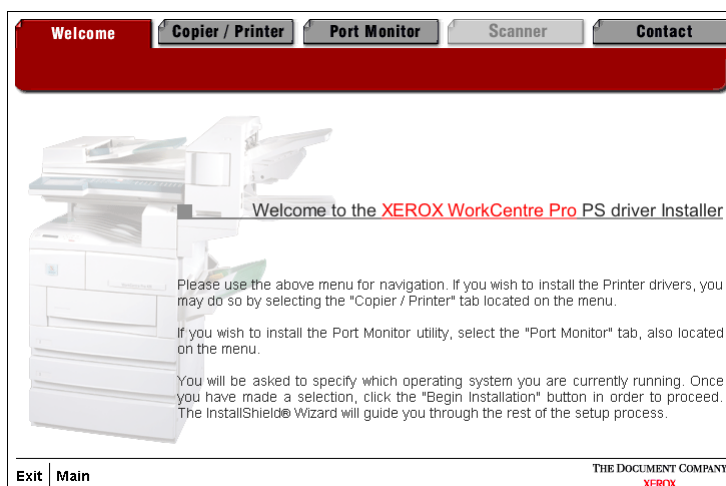 Welcome Copier / Printer Port Monitor Scanner Contact
Welcome to the XEROX WorkCentre Pro PS driver Installer
Please use the above menu for navigation. If you wish to install the Printer drivers, you
may do so by selecting the "Copier / Printer" tab located on the menu.
If you wish to install the Port Monitor utility, select the "Port Monitor" tab, also located
on the menu.
You will be asked to specify which operating system you are currently running. Once
you have made a selection, click the "Begin Installation" button in order to proceed.
The InstallShield® Wizard will guide you through the rest of the setup process.
Exit Main
THE DOCUMENT COMPANY
XEROX